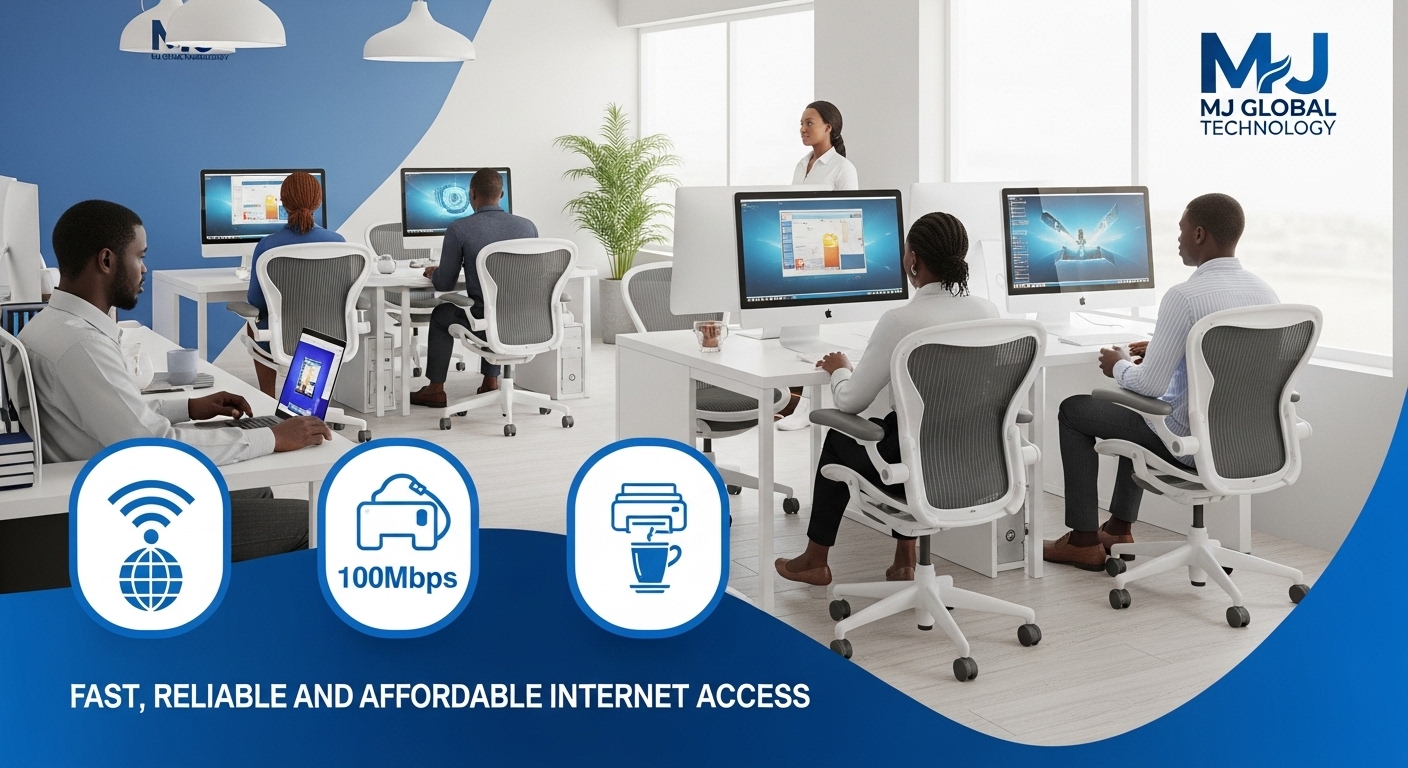 MJ
MJ GLOBAL
TECHNOLOGY
100Mbps
FAST, RELIABLE AND AFFORDABLE INTERNET ACCESS